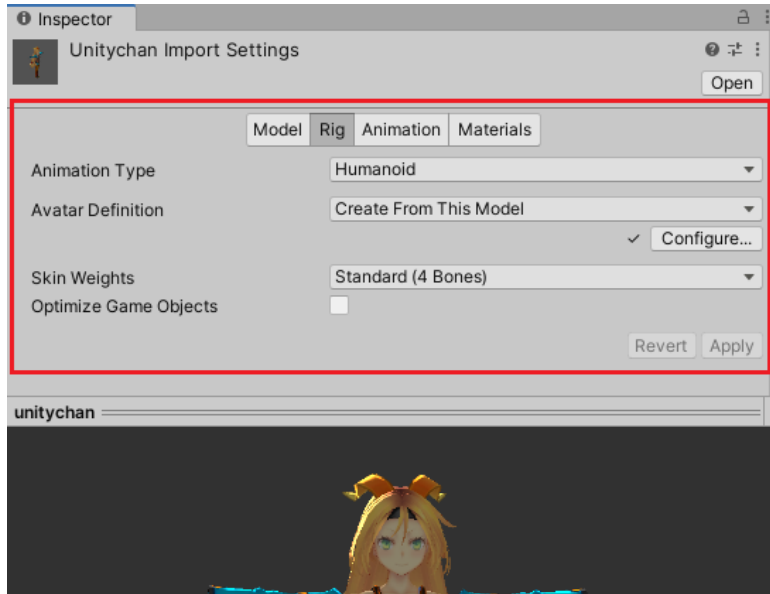 Inspector
Unitychan Import Settings
Open
Model Rig Animation Materials
Animation Type Humanoid
Avatar Definition Create From This Model
Configure...
Skin Weights Standard (4 Bones)
Optimize Game Objects
Revert Apply
unitychan